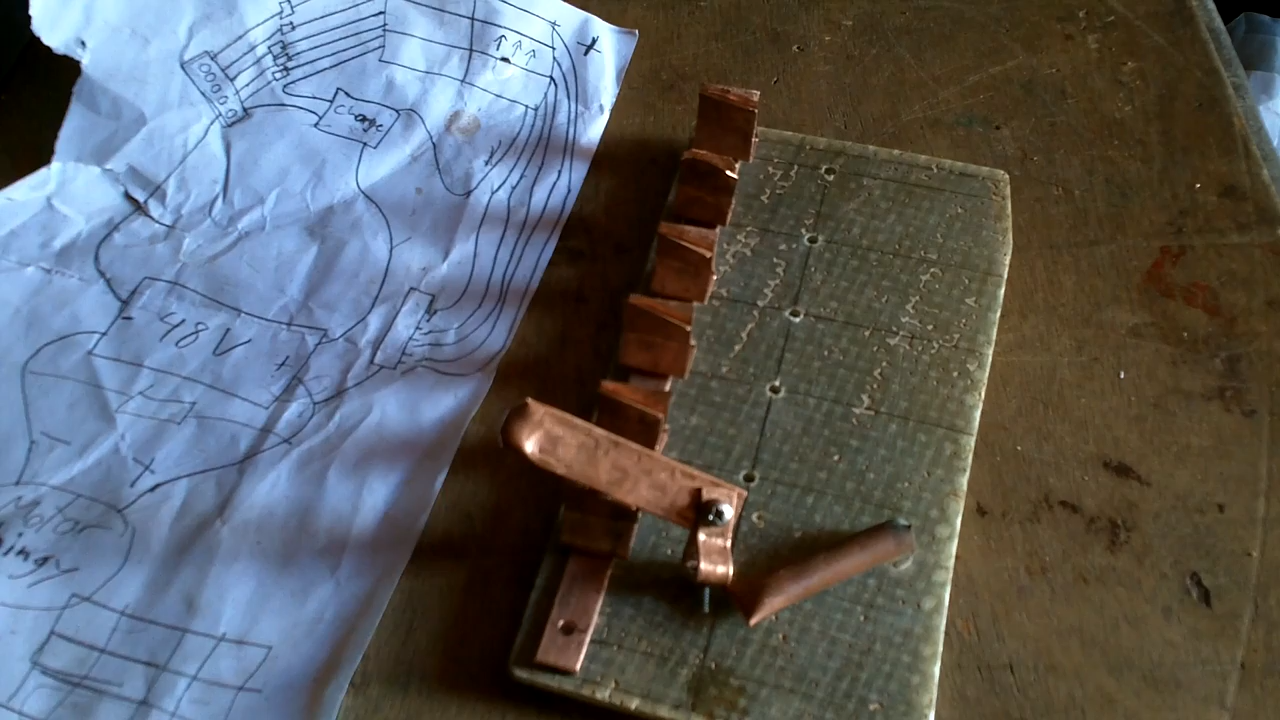 +
Charge
48V
-
+
-
+
Motor
thingy